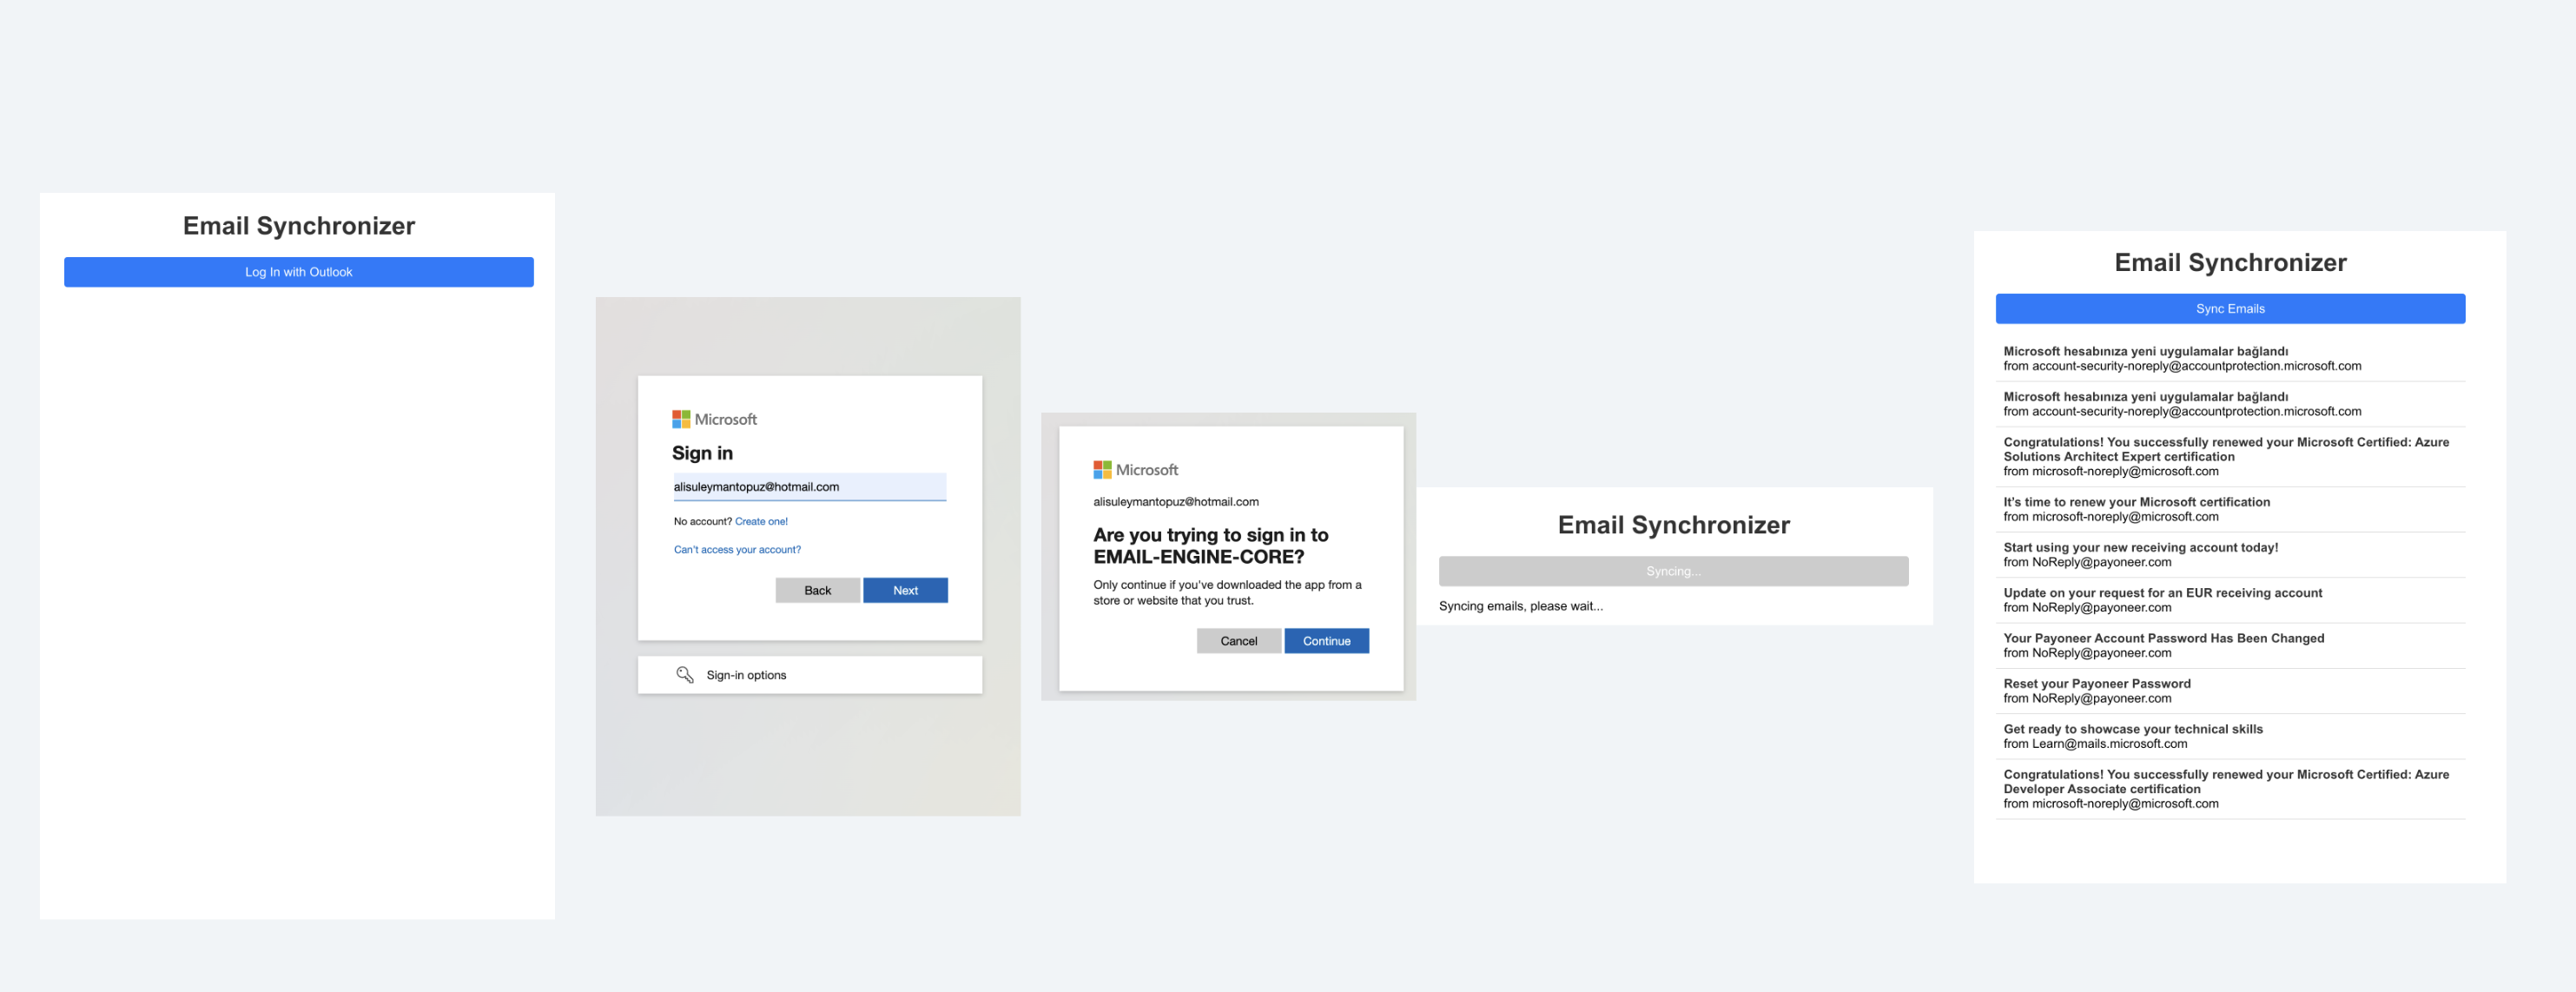 Email Synchronizer
Log In with Outlook
Microsoft
Sign in
alisuleymantopuz@hotmail.com
No account? Create one!
Can't access your account?
Back
Next
Sign-in options
Microsoft
alisuleymantopuz@hotmail.com
Are you trying to sign in to
EMAIL-ENGINE-CORE?
Only continue if you've downloaded the app from a
store or website that you trust.
Cancel
Continue
Email Synchronizer
Syncing...
Syncing emails, please wait...
Email Synchronizer
Sync Emails
Microsoft hesabınıza yeni uygulamalar bağlandı
from account-security-noreply@accountprotection.microsoft.com
Microsoft hesabınıza yeni uygulamalar bağlandı
from account-security-noreply@accountprotection.microsoft.com
Congratulations! You successfully renewed your Microsoft Certified: Azure
Solutions Architect Expert certification
from microsoft-noreply@microsoft.com
It's time to renew your Microsoft certification
from microsoft-noreply@microsoft.com
Start using your new receiving account today!
from NoReply@payoneer.com
Update on your request for an EUR receiving account
from NoReply@payoneer.com
Your Payoneer Account Password Has Been Changed
from NoReply@payoneer.com
Reset your Payoneer Password
from NoReply@payoneer.com
Get ready to showcase your technical skills
from Learn@mails.microsoft.com
Congratulations! You successfully renewed your Microsoft Certified: Azure
Developer Associate certification
from microsoft-noreply@microsoft.com